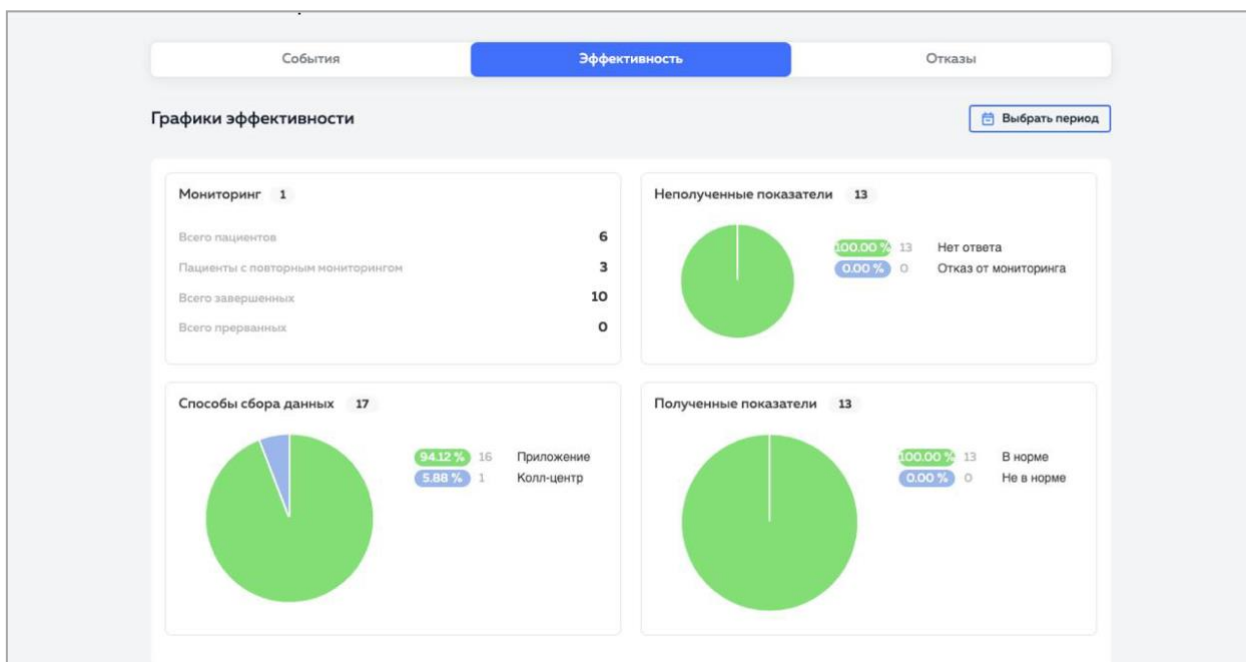 События
Эффективность
Отказы
Графики эффективности
Выбрать период
Мониторинг 1
Всего пациентов 6
Пациенты с повторным мониторингом 3
Всего завершенных 10
Всего прерванных 0
Неполученные показатели 13
100.00 % 13 Нет ответа
0.00 % 0 Отказ от мониторинга
Способы сбора данных 17
94.12 % 16 Приложение
5.88 % 1 Колл-центр
Полученные показатели 13
100.00 % 13 В норме
0.00 % 0 Не в норме